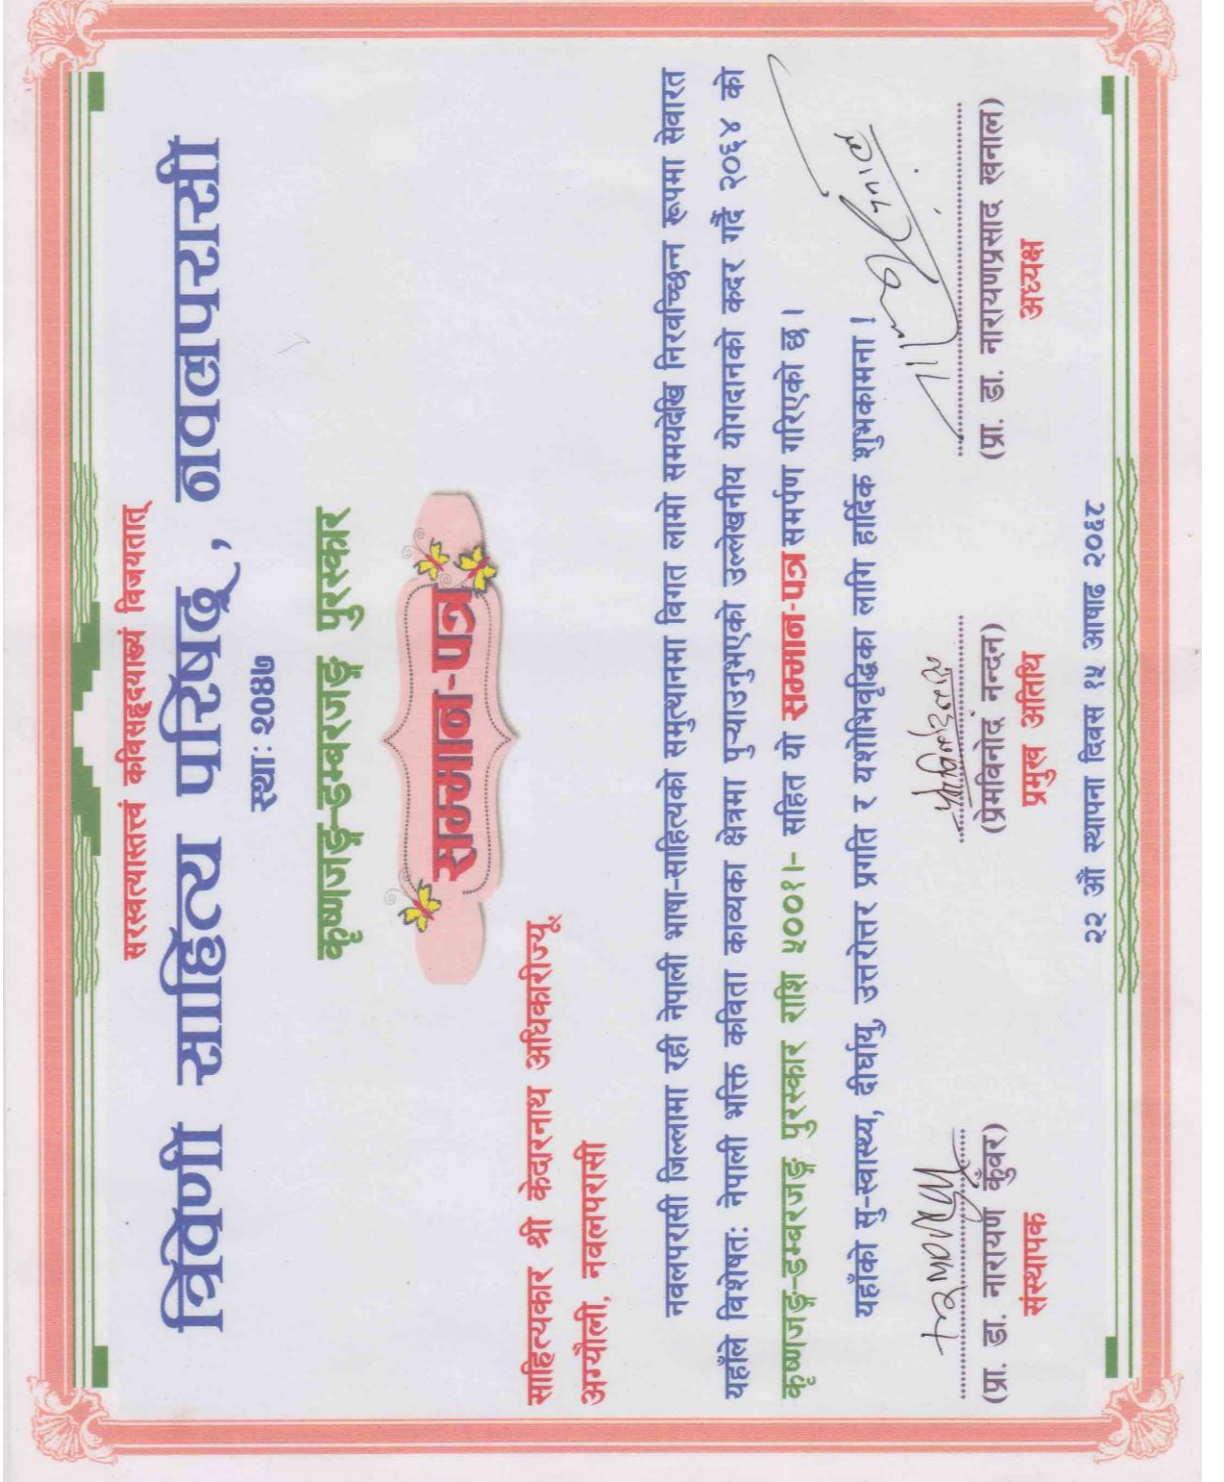 सरस्वत्यास्तत्त्वं कविसहृदयाख्यं विजयतात्
त्रिवेणी साहित्य परिषद्, नवलपरासी
स्था: २०४७
कृष्णजङ्ग-डम्बरजङ्ग पुरस्कार
सम्मान-पत्र
साहित्यकार श्री केदारनाथ अधिकारीज्यू
अग्यौली, नवलपरासी
नवलपरासी जिल्लामा रही नेपाली भाषा-साहित्यको समुत्थानमा विगत लामो समयदेखि निरवच्छिन्न रूपमा सेवारत
यहाँले विशेषत: नेपाली भक्ति कविता काव्यका क्षेत्रमा पुऱ्याउनुभएको उल्लेखनीय योगदानको कदर गर्दै २०६४ को
कृष्णजङ्ग-डम्बरजङ्ग पुरस्कार राशि ५००१।- सहित यो सम्मान-पत्र समर्पण गरिएको छ ।
यहाँको सु-स्वास्थ्य, दीर्घायु, उत्तरोत्तर प्रगति र यशोभिवृद्धिका लागि हार्दिक शुभकामना !
(प्रा. डा. नारायण कुँवर)
संस्थापक
(प्रेमविनोद नन्दन)
प्रमुख अतिथि
(प्रा. डा. नारायणप्रसाद खनाल)
अध्यक्ष
२२ औं स्थापना दिवस १५ आषाढ २०६८